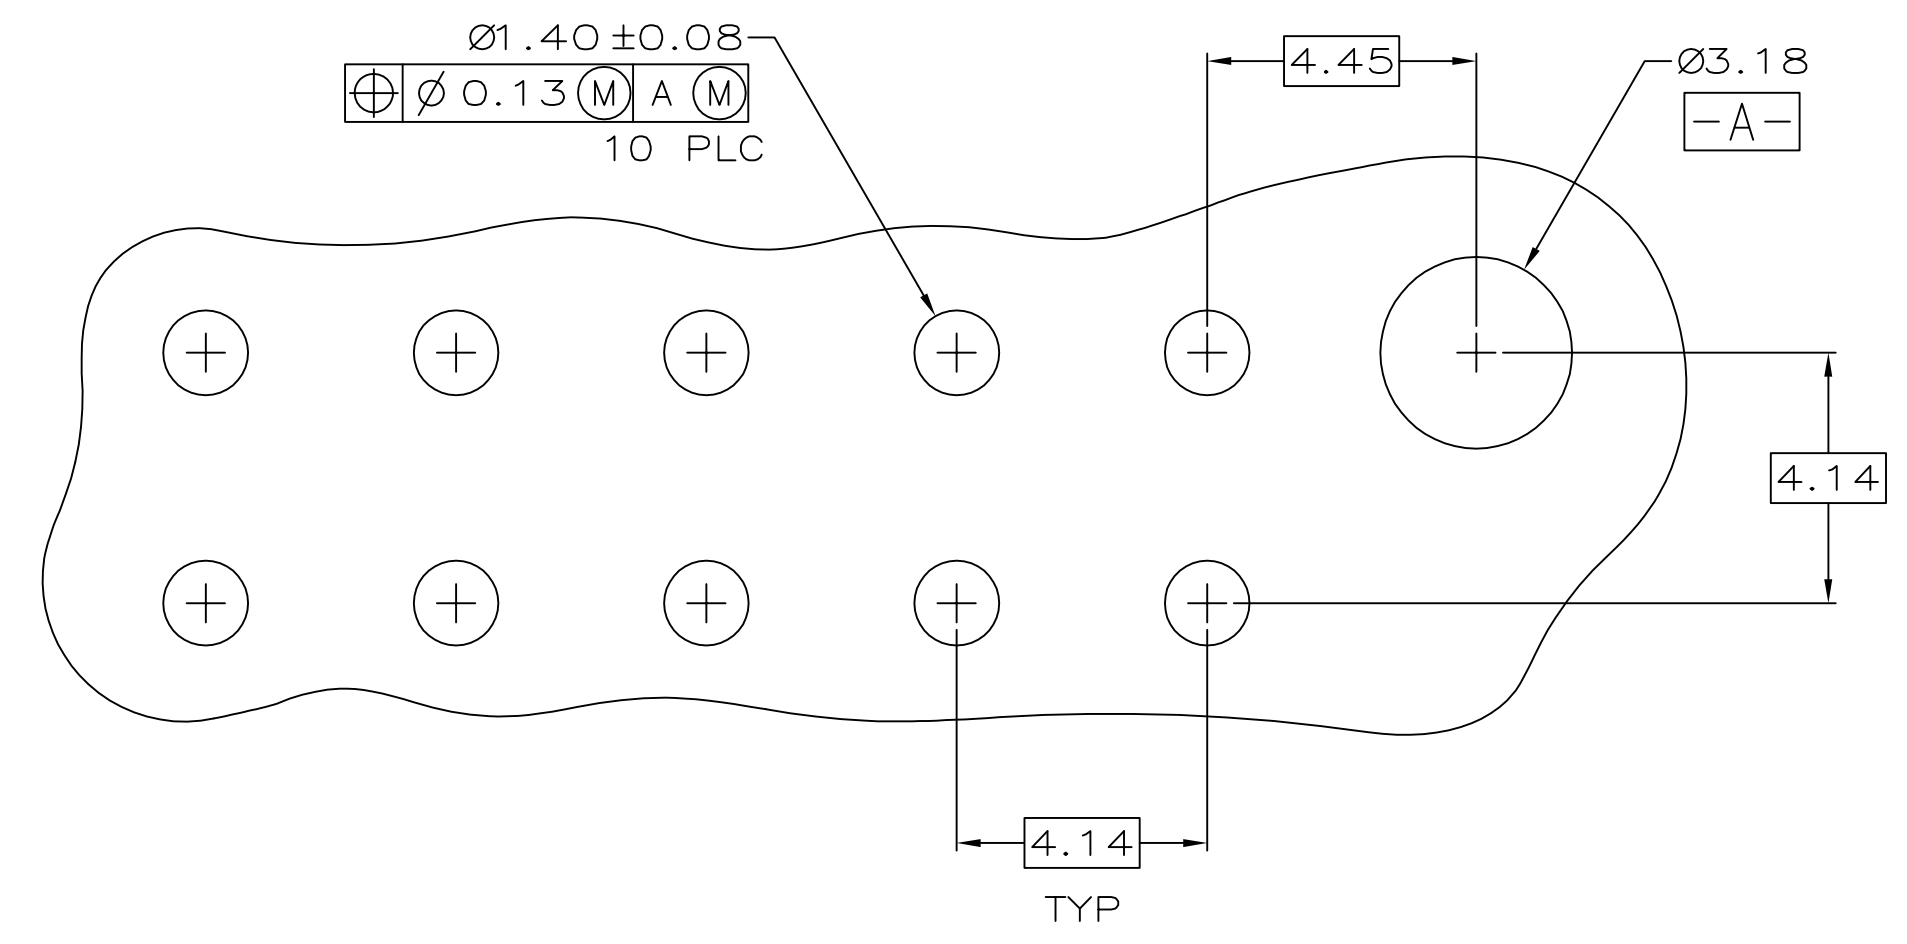 Ø1.40±0.08
⌖ Ø 0.13 Ⓜ A Ⓜ
10 PLC
4.45
Ø3.18
-A-
4.14
4.14
TYP